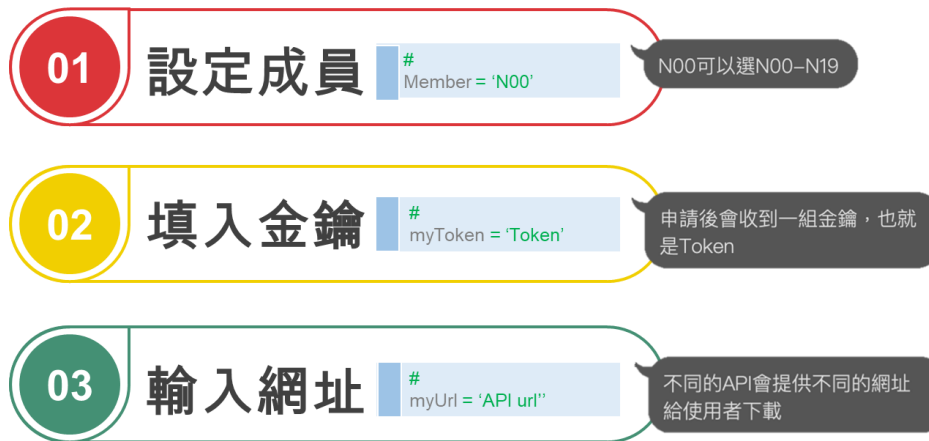 01
設定成員
#
Member = ‘N00’
N00可以選N00–N19
02
填入金鑰
#
myToken = ‘Token’
申請後會收到一組金鑰，也就
是Token
03
輸入網址
#
myUrl = ‘API url’’
不同的API會提供不同的網址
給使用者下載